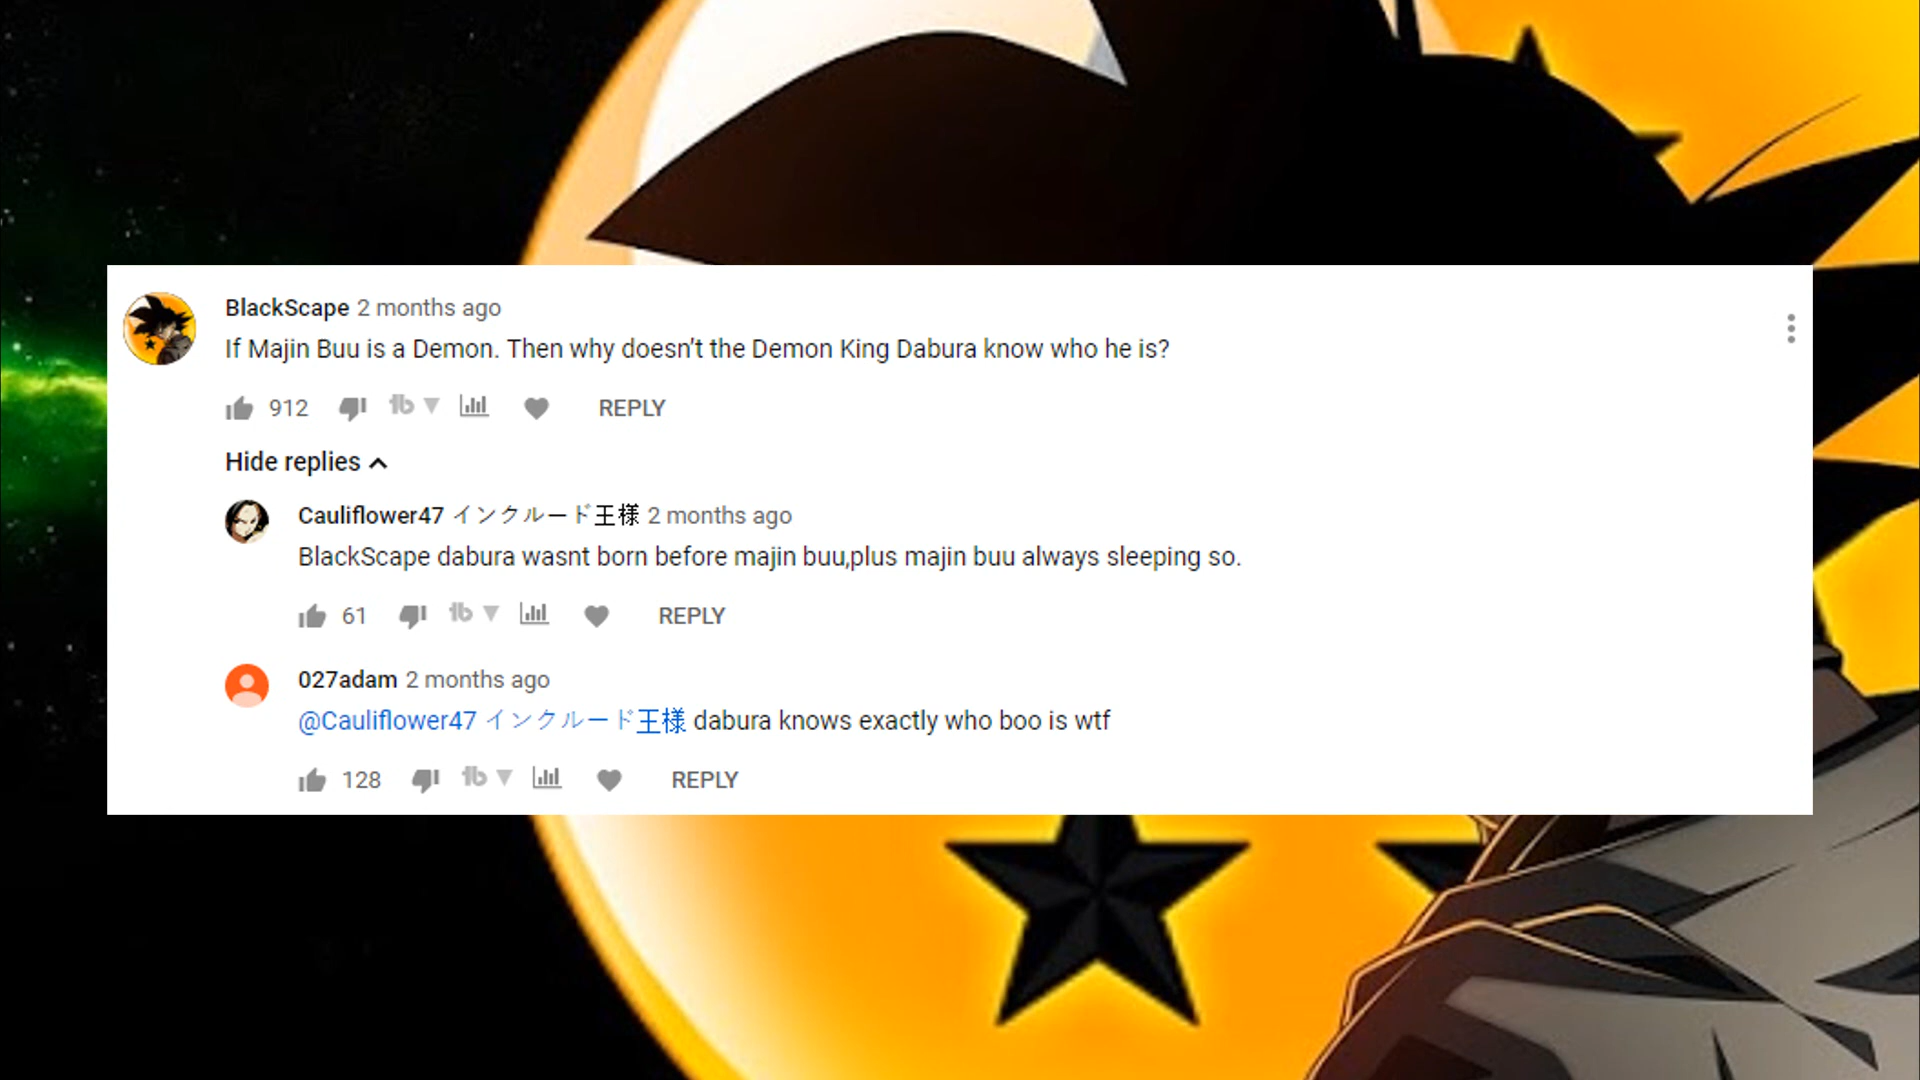 BlackScape 2 months ago
If Majin Buu is a Demon. Then why doesn't the Demon King Dabura know who he is?
912 REPLY
Hide replies
Cauliflower47 インクルード王様 2 months ago
BlackScape dabura wasnt born before majin buu,plus majin buu always sleeping so.
61 REPLY
027adam 2 months ago
@Cauliflower47 インクルード王様 dabura knows exactly who boo is wtf
128 REPLY